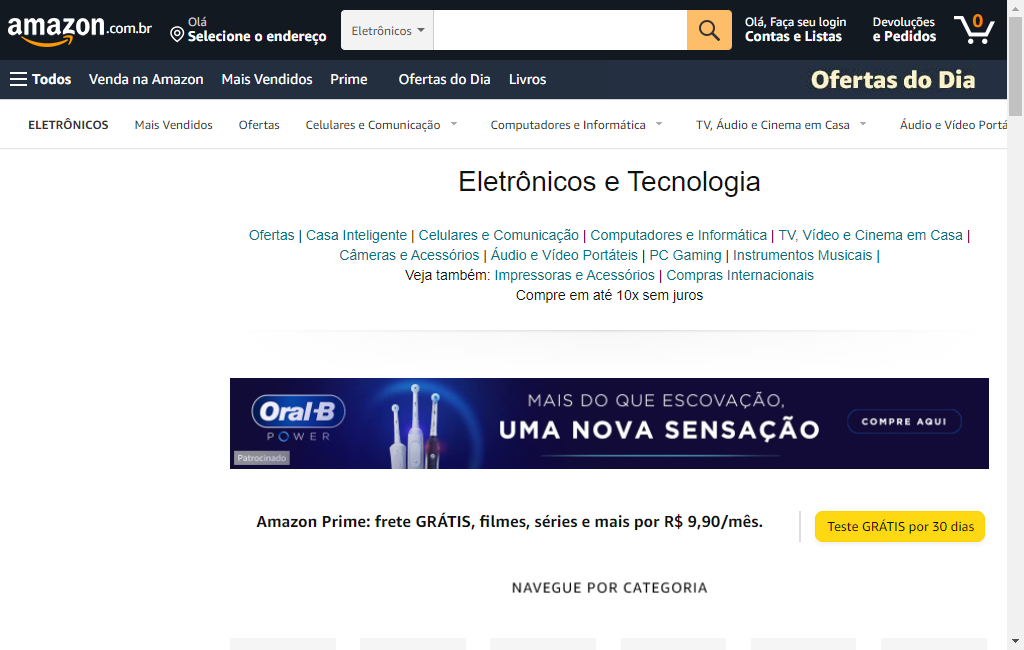 amazon.com.br
Olá
Selecione o endereço
Eletrônicos
Olá, Faça seu login
Contas e Listas
Devoluções
e Pedidos
0
Todos
Venda na Amazon
Mais Vendidos
Prime
Ofertas do Dia
Livros
Ofertas do Dia
ELETRÔNICOS
Mais Vendidos
Ofertas
Celulares e Comunicação
Computadores e Informática
TV, Áudio e Cinema em Casa
Áudio e Vídeo Portá
Eletrônicos e Tecnologia
Ofertas | Casa Inteligente | Celulares e Comunicação | Computadores e Informática | TV, Vídeo e Cinema em Casa |
Câmeras e Acessórios | Áudio e Vídeo Portáteis | PC Gaming | Instrumentos Musicais |
Veja também: Impressoras e Acessórios | Compras Internacionais
Compre em até 10x sem juros
Oral-B
POWER
Patrocinado
MAIS DO QUE ESCOVAÇÃO,
UMA NOVA SENSAÇÃO
COMPRE AQUI
Amazon Prime: frete GRÁTIS, filmes, séries e mais por R$ 9,90/mês.
Teste GRÁTIS por 30 dias
NAVEGUE POR CATEGORIA